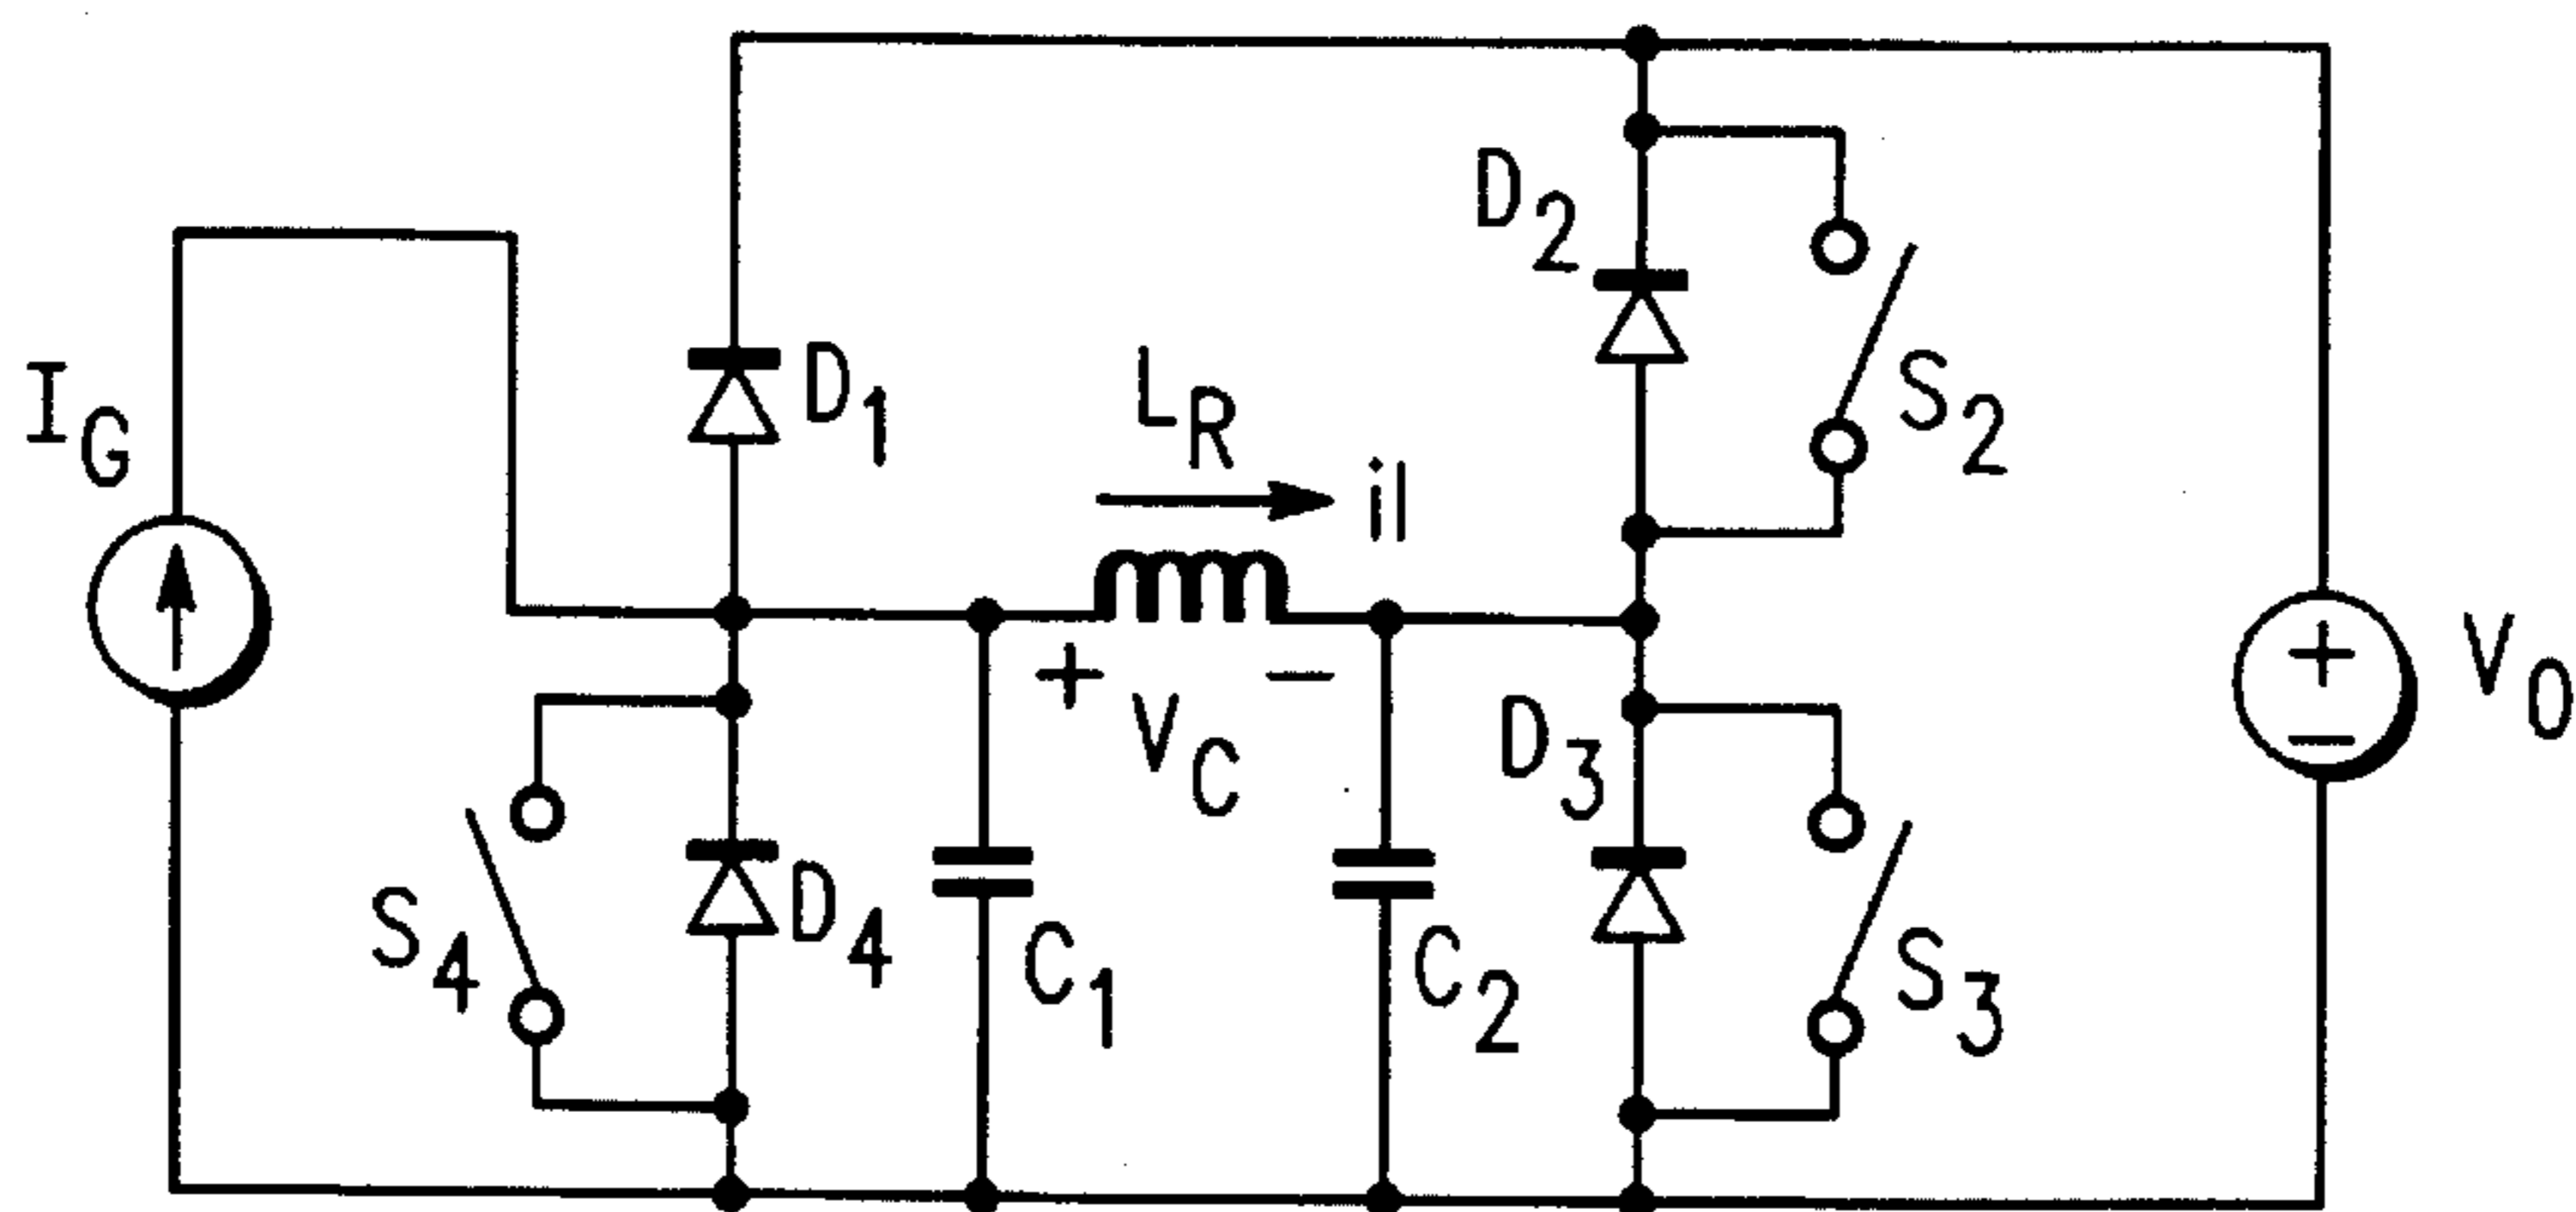 I_G
D_1
L_R
il
D_2
S_2
+ V_C −
S_4
D_4
C_1
C_2
D_3
S_3
+
−
V_O